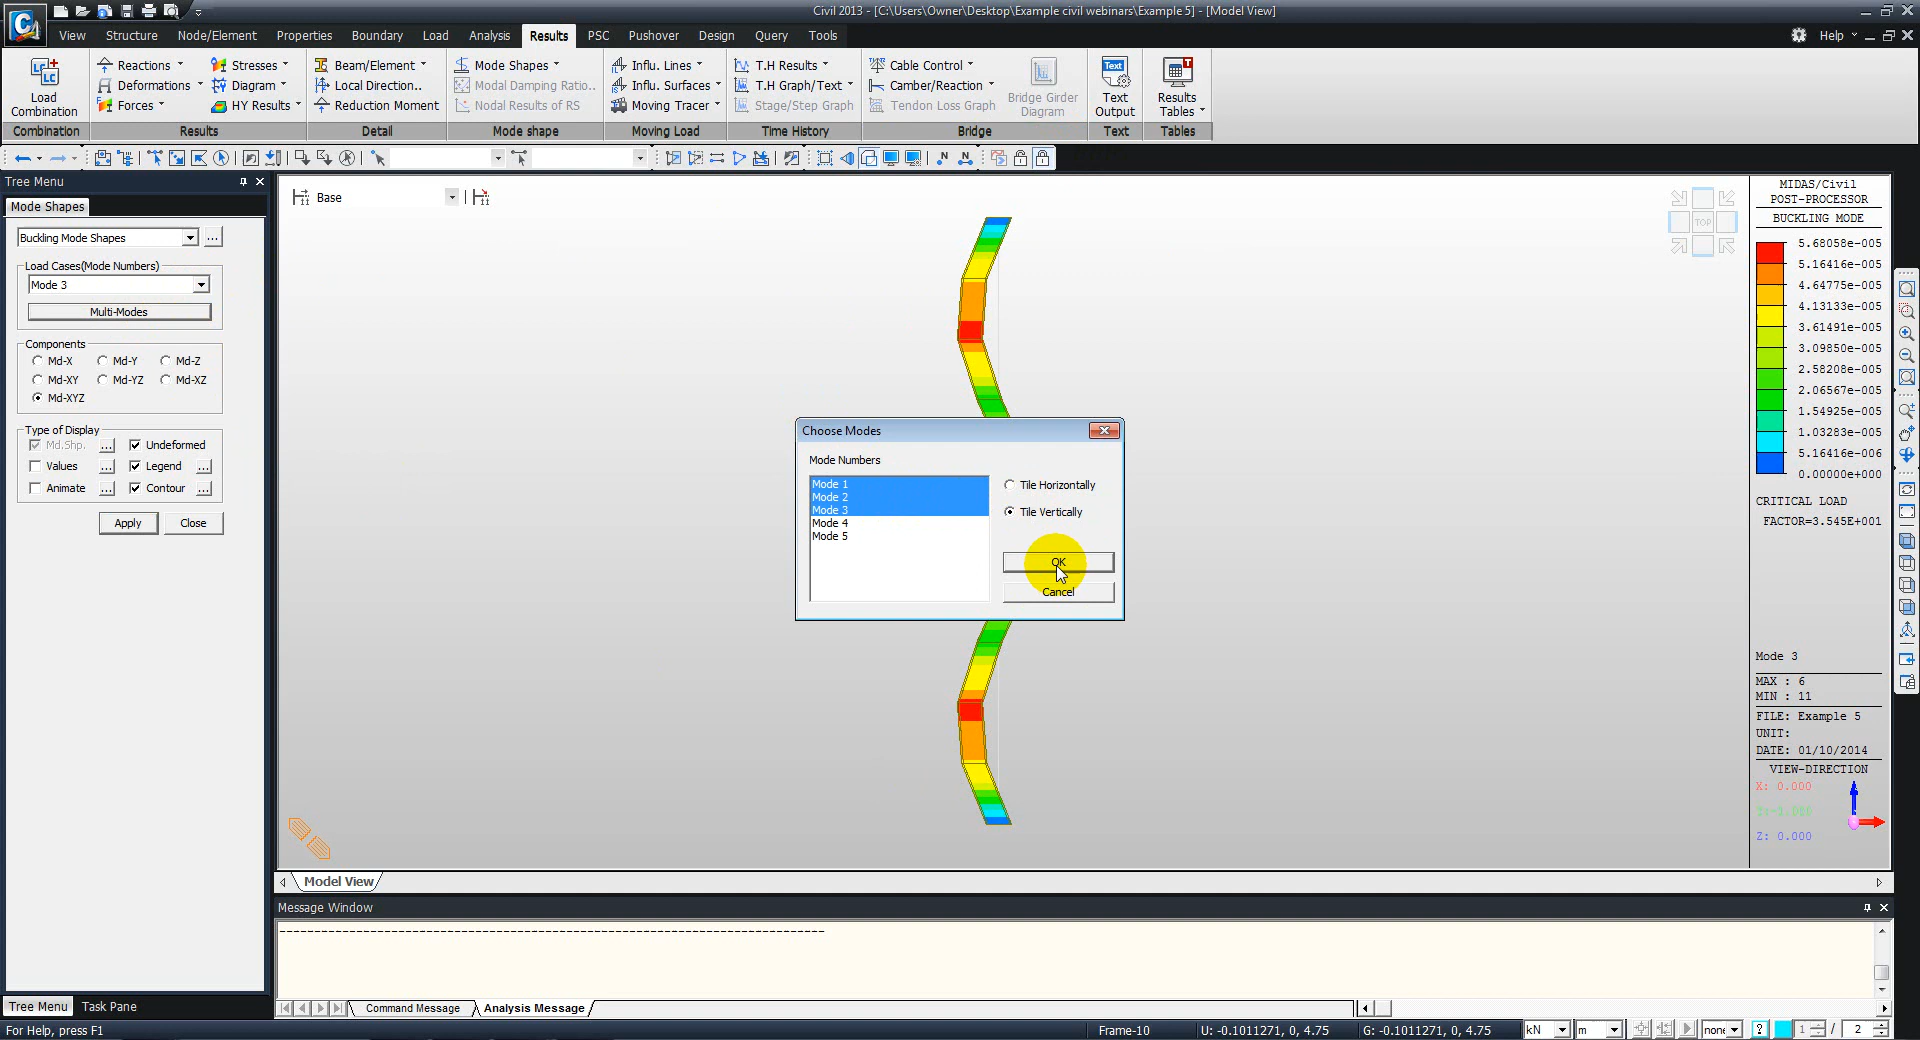 Civil 2013 - [C:\Users\Owner\Desktop\Example civil webinars\Example 5] - [Model View]
View Structure Node/Element Properties Boundary Load Analysis Results PSC Pushover Design Query Tools Help
Load Combination
Reactions
Deformations
Forces
Stresses
Diagram
HY Results
Beam/Element
Local Direction..
Reduction Moment
Mode Shapes
Modal Damping Ratio..
Nodal Results of RS
Influ. Lines
Influ. Surfaces
Moving Tracer
T.H Results
T.H Graph/Text
Stage/Step Graph
Cable Control
Camber/Reaction
Tendon Loss Graph
Bridge Girder Diagram
Text
Text Output
Results Tables
Combination Results Detail Mode shape Moving Load Time History Bridge Text Tables
Tree Menu
Mode Shapes
Buckling Mode Shapes
...
Load Cases(Mode Numbers)
Mode 3
Multi-Modes
Components
Md-X Md-Y Md-Z
Md-XY Md-YZ Md-XZ
Md-XYZ
Type of Display
Md.Shp. ... Undeformed
Values ... Legend ...
Animate ... Contour ...
Apply Close
Base
TOP
Choose Modes
Mode Numbers
Mode 1
Mode 2
Mode 3
Mode 4
Mode 5
Tile Horizontally
Tile Vertically
OK
Cancel
MIDAS/Civil
POST-PROCESSOR
BUCKLING MODE
5.68058e-005
5.16416e-005
4.64775e-005
4.13133e-005
3.61491e-005
3.09850e-005
2.58208e-005
2.06567e-005
1.54925e-005
1.03283e-005
5.16416e-006
0.00000e+000
CRITICAL LOAD
FACTOR=3.545E+001
Mode 3
MAX : 6
MIN : 11
FILE: Example 5
UNIT:
DATE: 01/10/2014
VIEW-DIRECTION
X: 0.000
Z: 0.000
Model View
Message Window
Command Message Analysis Message
Tree Menu Task Pane
For Help, press F1
Frame-10
U: -0.1011271, 0, 4.75
G: -0.1011271, 0, 4.75
kN
m
none
?
1 / 2